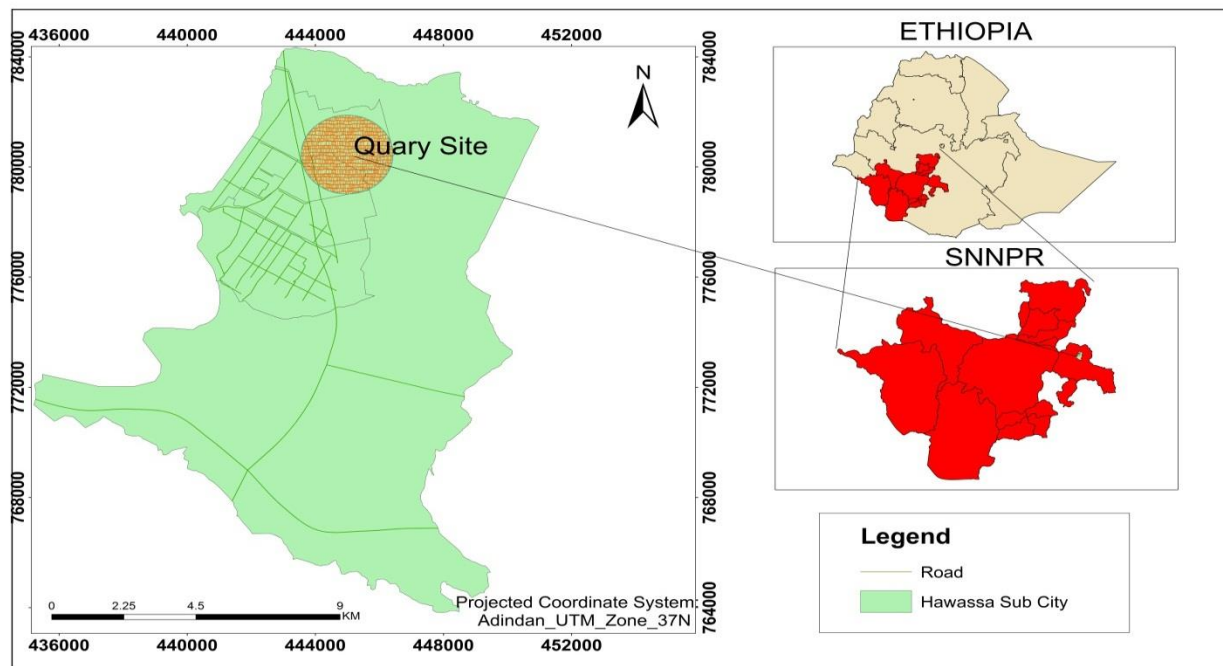 436000 440000 444000 448000 452000
784000
780000
776000
772000
768000
764000
N
Quary Site
0 2.25 4.5 9
KM
Projected Coordinate System:
Adindan_UTM_Zone_37N
784000
780000
776000
772000
768000
764000
436000 440000 444000 448000 452000
ETHIOPIA
SNNPR
Legend
Road
Hawassa Sub City